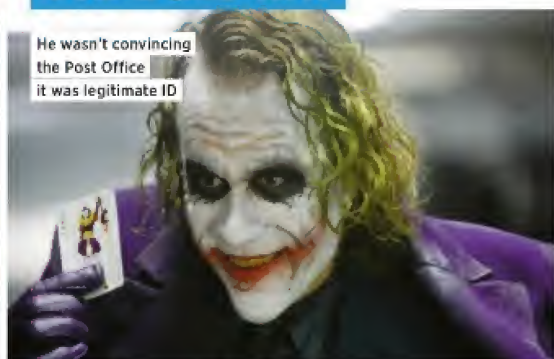 He wasn't convincing
the Post Office
it was legitimate ID